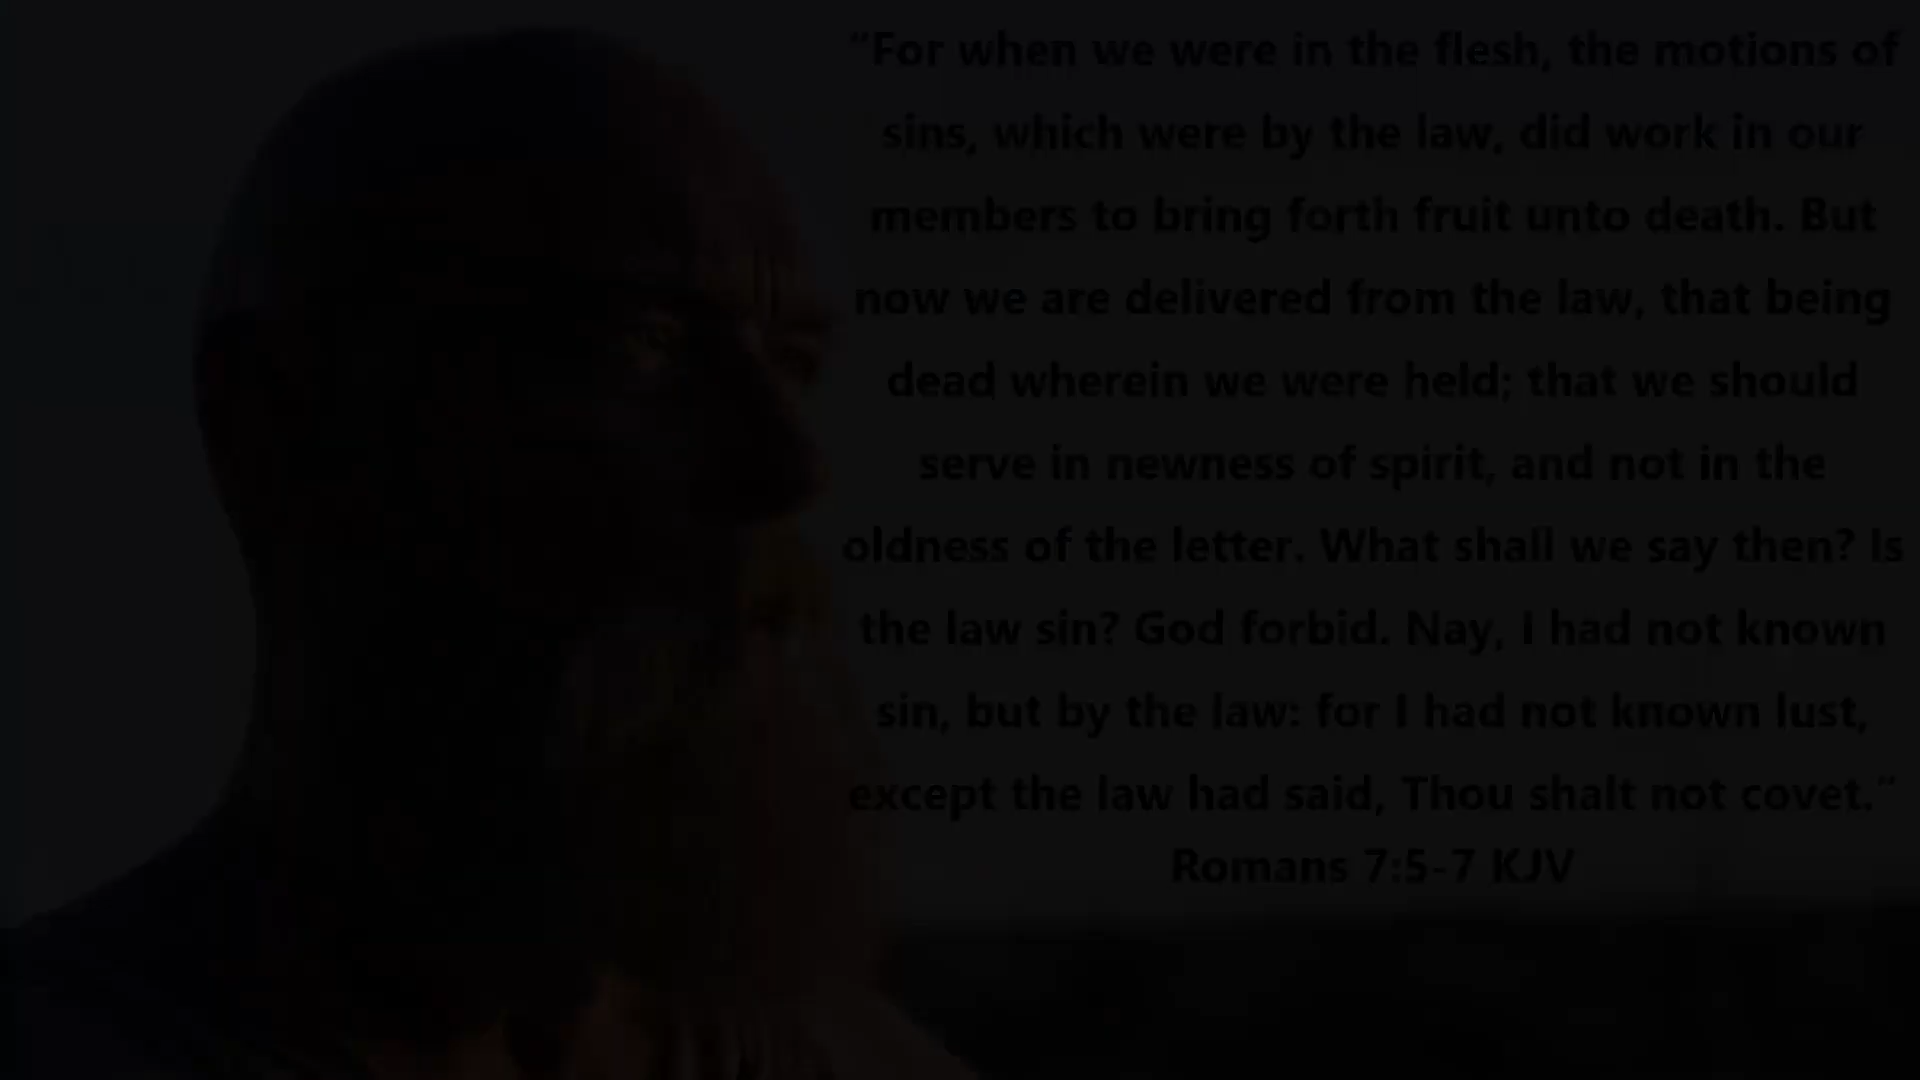 “For when we were in the flesh, the motions of
sins, which were by the law, did work in our
members to bring forth fruit unto death. But
now we are delivered from the law, that being
dead wherein we were held; that we should
serve in newness of spirit, and not in the
oldness of the letter. What shall we say then? Is
the law sin? God forbid. Nay, I had not known
sin, but by the law: for I had not known lust,
except the law had said, Thou shalt not covet.”
Romans 7:5-7 KJV